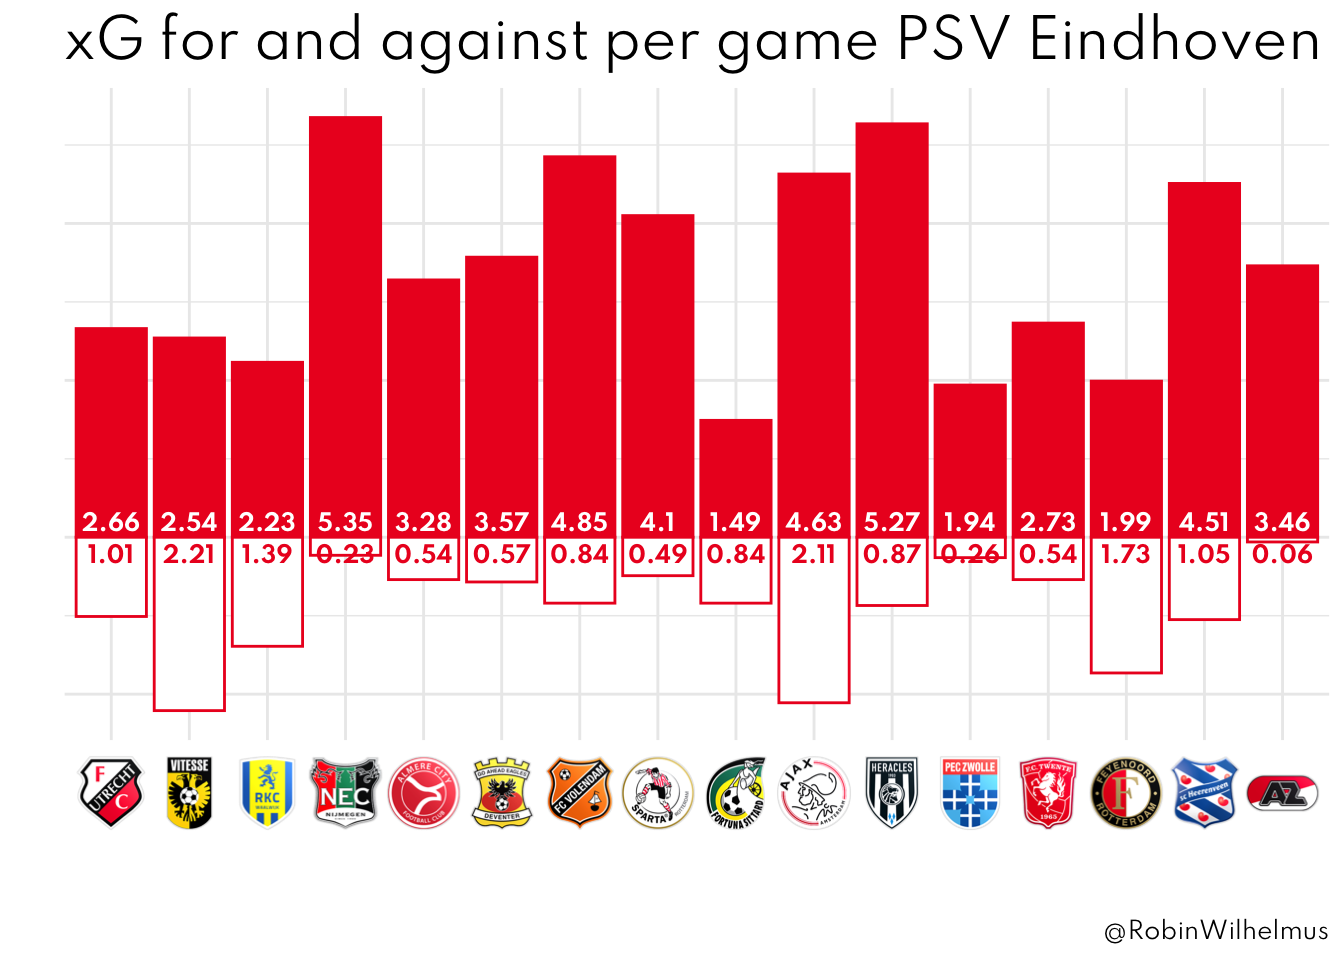 xG for and against per game PSV Eindhoven
2.66 2.54 2.23 5.35 3.28 3.57 4.85 4.1 1.49 4.63 5.27 1.94 2.73 1.99 4.51 3.46
1.01 2.21 1.39 0.23 0.54 0.57 0.84 0.49 0.84 2.11 0.87 0.26 0.54 1.73 1.05 0.06
F UTRECHT C
VITESSE
RKC
WAALWIJK
NEC
NIJMEGEN
ALMERE CITY
FOOTBALL CLUB
GO AHEAD EAGLES
DEVENTER
FC VOLENDAM
SPARTA
ROTTERDAM
FORTUNA SITTARD
AJAX
AMSTERDAM
HERACLES
1903
PEC ZWOLLE
F.C. TWENTE
1965
FEYENOORD
F
ROTTERDAM
sc Heerenveen
AZ
@RobinWilhelmus